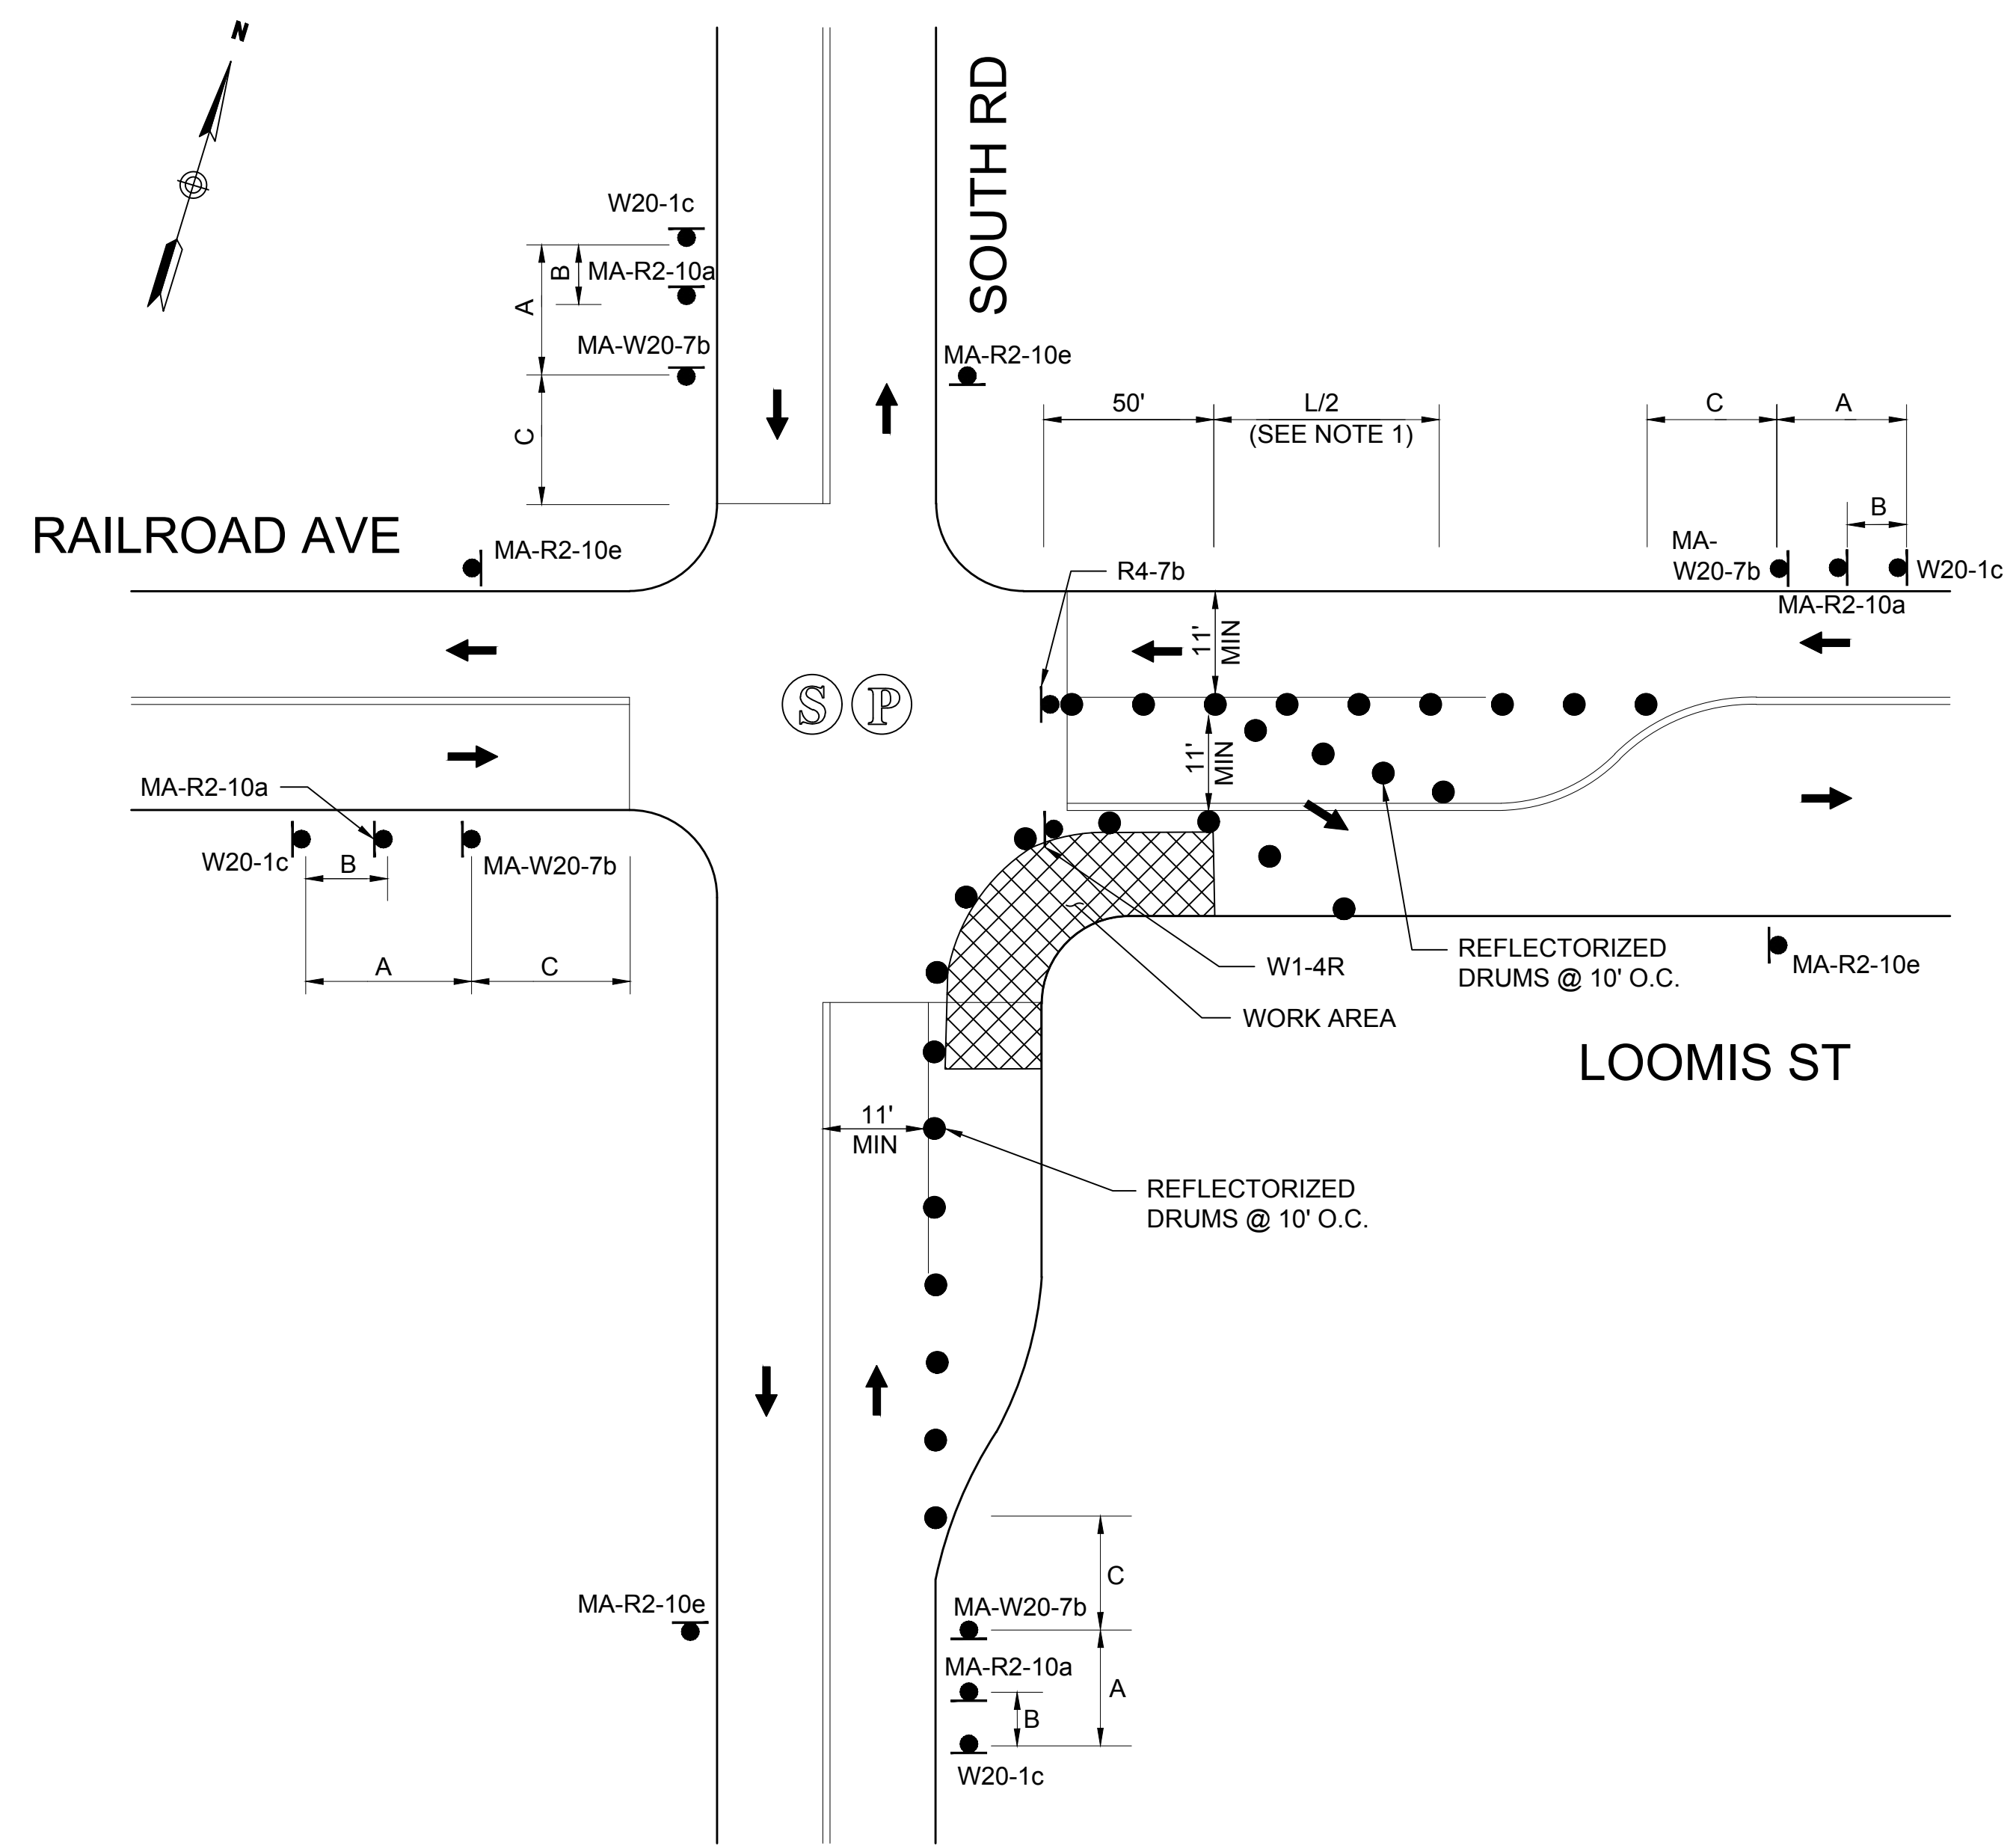 N
SOUTH RD
W20-1c
B
MA-R2-10a
A
MA-W20-7b
C
MA-R2-10e
50'
L/2
(SEE NOTE 1)
C
A
B
RAILROAD AVE
MA-R2-10e
R4-7b
MA-
W20-7b
W20-1c
MA-R2-10a
11'
MIN
S
P
11'
MIN
MA-R2-10a
W20-1c
B
MA-W20-7b
A
C
W1-4R
WORK AREA
REFLECTORIZED
DRUMS @ 10' O.C.
MA-R2-10e
LOOMIS ST
11'
MIN
REFLECTORIZED
DRUMS @ 10' O.C.
C
MA-R2-10e
MA-W20-7b
MA-R2-10a
A
B
W20-1c